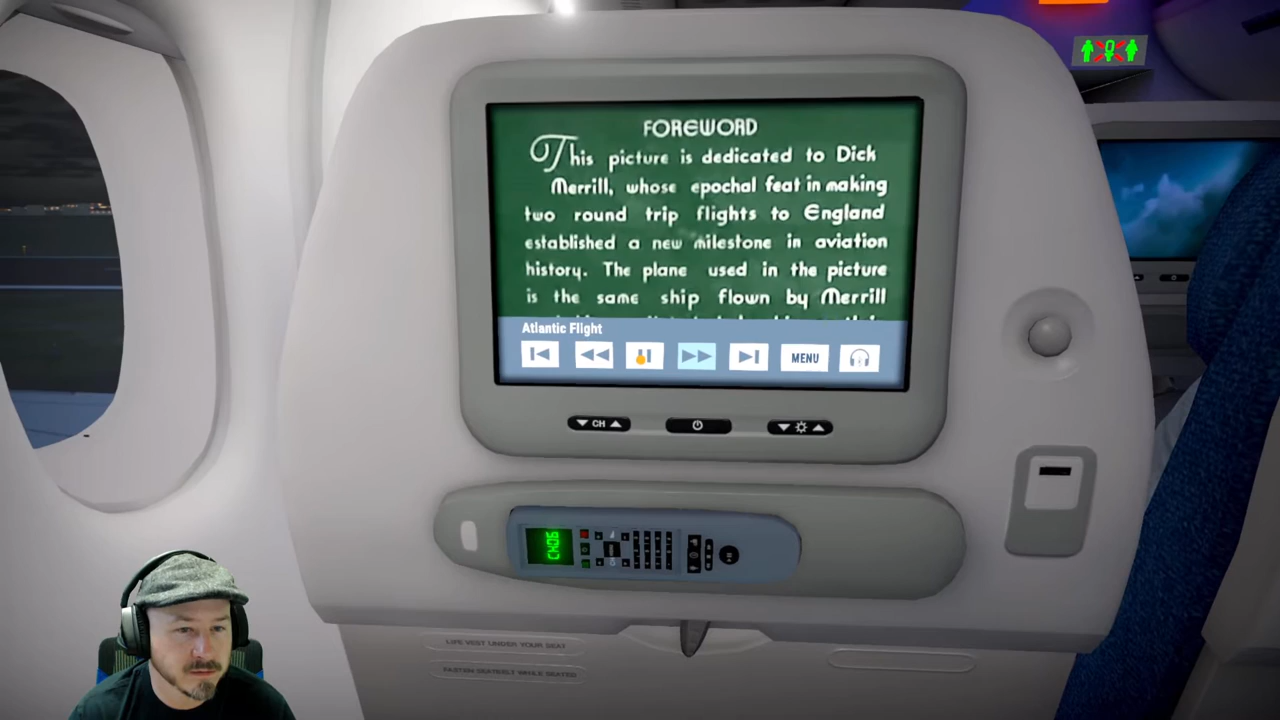 FOREWORD
This picture is dedicated to Dick
Merrill, whose epochal feat in making
two round trip flights to England
established a new milestone in aviation
history. The plane used in the picture
is the same ship flown by Merrill
Atlantic Flight
MENU
CH
CH06
LIFE VEST UNDER YOUR SEAT
FASTEN SEATBELTS WHILE SEATED